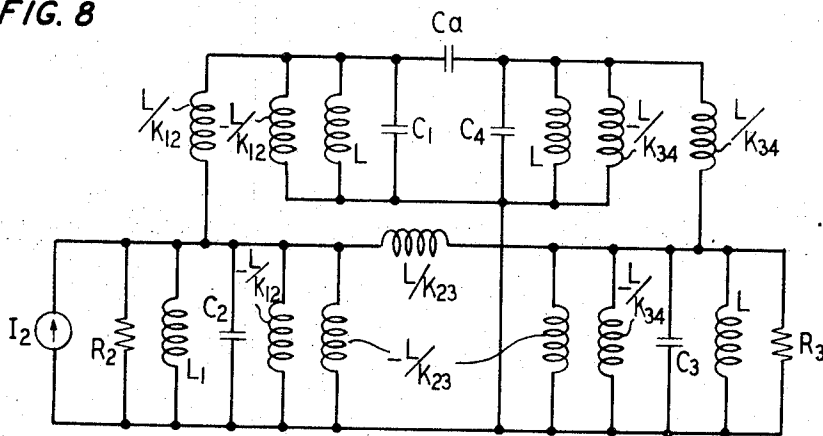 FIG. 8
Ca
L/K12
-L/K12
L
C1
C4
L
-L/K34
L/K34
I2
R2
L1
C2
-L/K12
L/K23
-L/K23
-L/K34
C3
L
R3